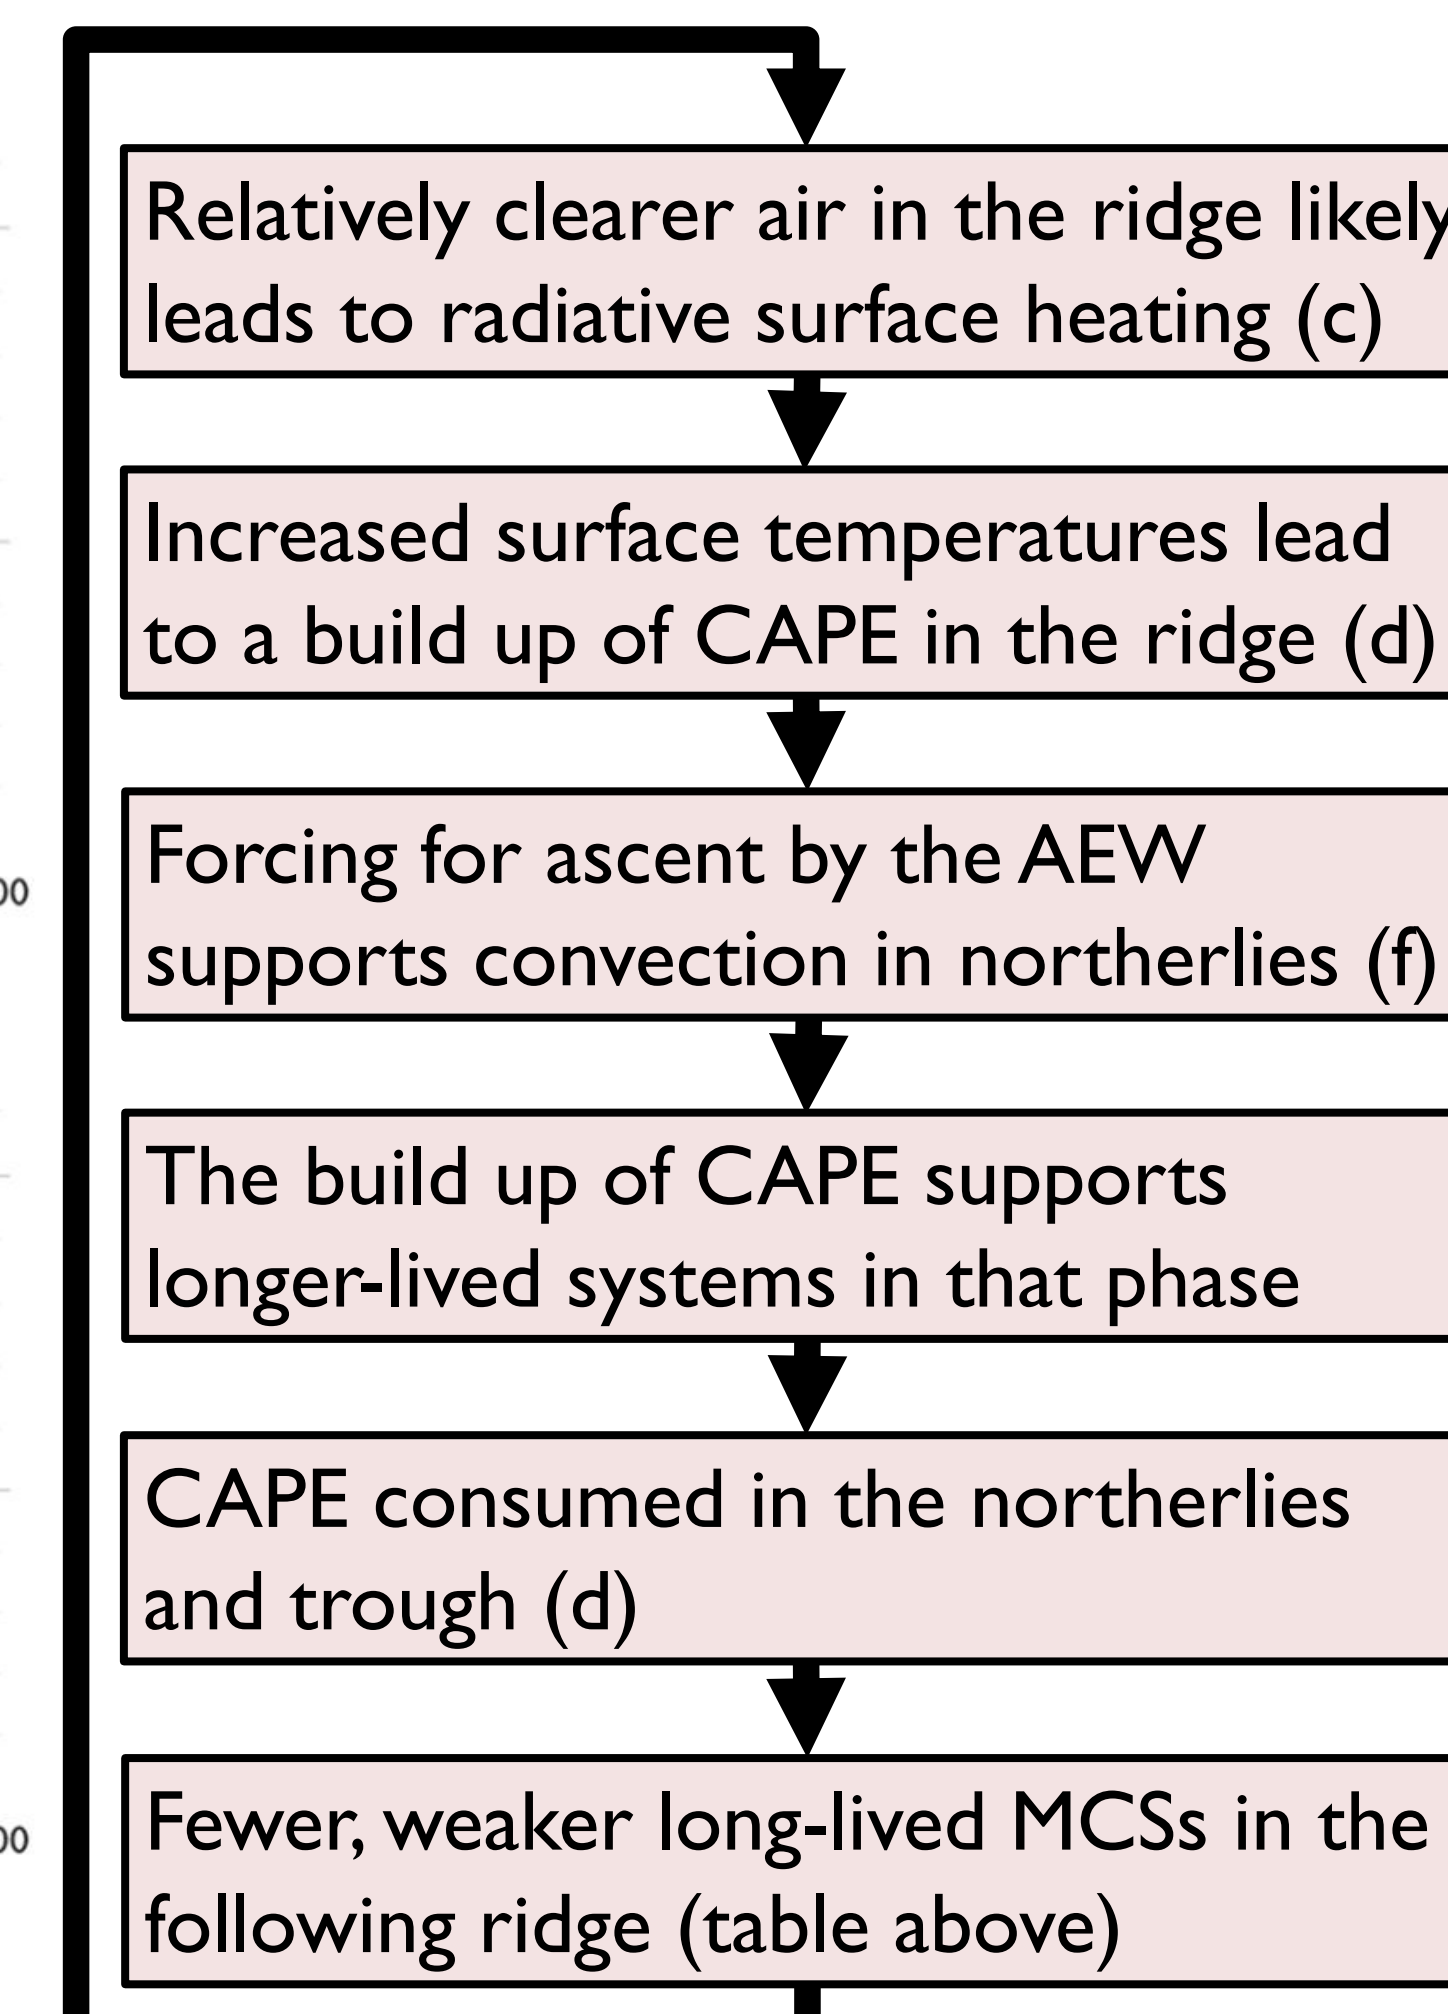 Relatively clearer air in the ridge likely
leads to radiative surface heating (c)
Increased surface temperatures lead
to a build up of CAPE in the ridge (d)
Forcing for ascent by the AEW
supports convection in northerlies (f)
The build up of CAPE supports
longer-lived systems in that phase
CAPE consumed in the northerlies
and trough (d)
Fewer, weaker long-lived MCSs in the
following ridge (table above)